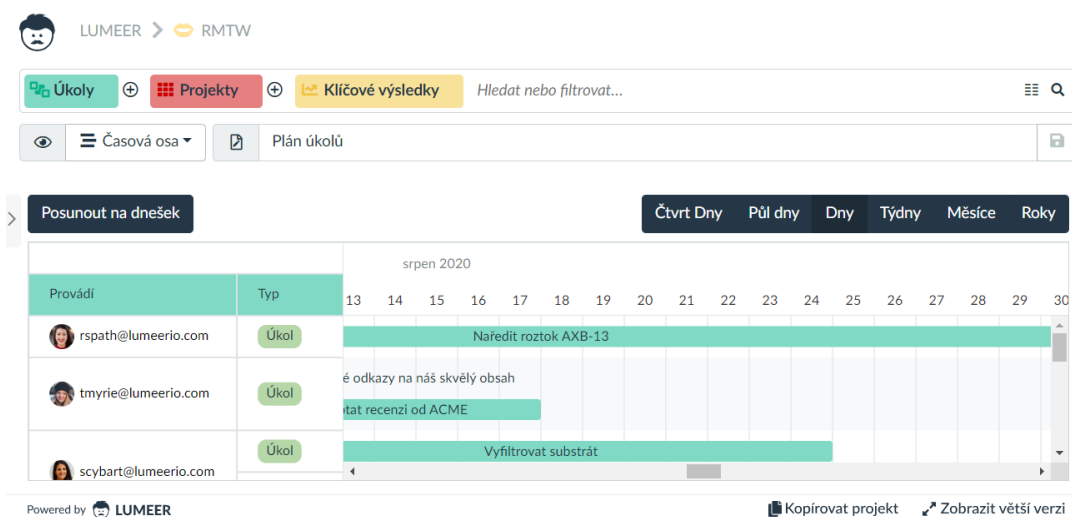 LUMEER RMTW
Úkoly Projekty Klíčové výsledky Hledat nebo filtrovat...
Časová osa Plán úkolů
Posunout na dnešek Čtvrt Dny Půl dny Dny Týdny Měsíce Roky
srpen 2020
Provádí Typ 13 14 15 16 17 18 19 20 21 22 23 24 25 26 27 28 29 30
rspath@lumeerio.com Úkol Naředit roztok AXB-13
é odkazy na náš skvělý obsah
tmyrie@lumeerio.com Úkol
tat recenzi od ACME
Úkol Vyfiltrovat substrát
scybart@lumeerio.com
Powered by LUMEER Kopírovat projekt Zobrazit větší verzi